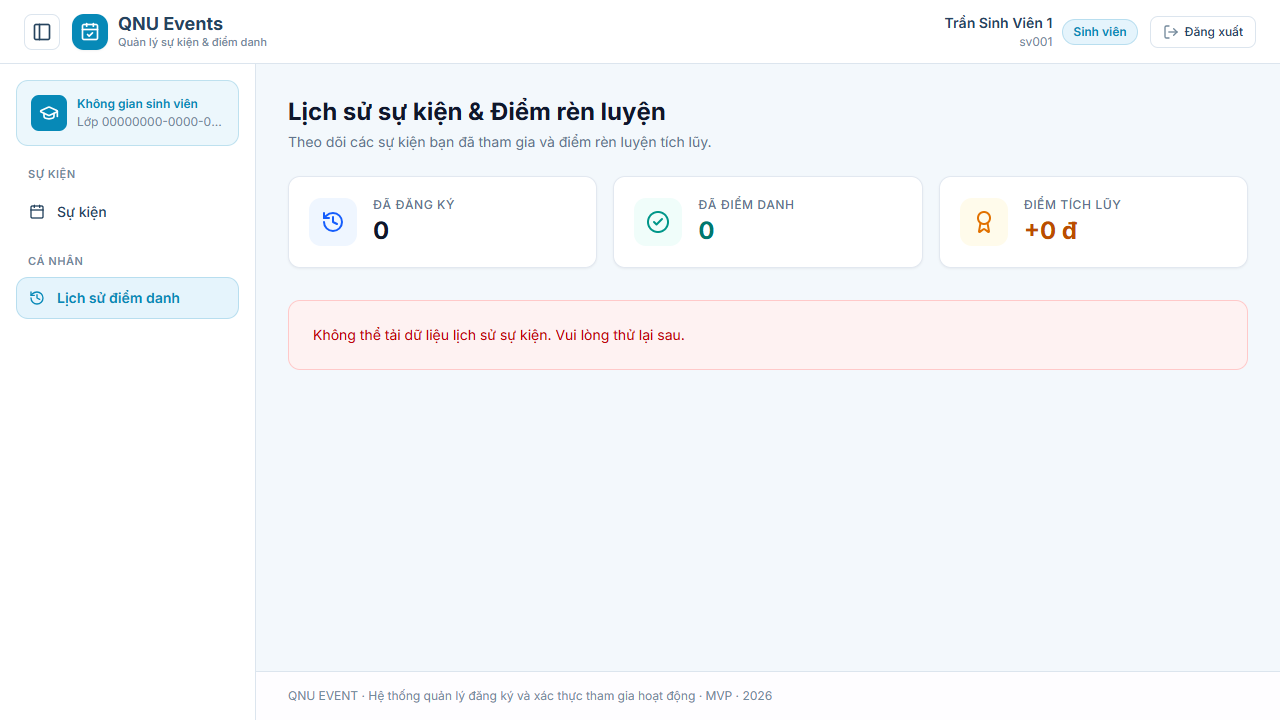 QNU Events
Quản lý sự kiện & điểm danh
Trần Sinh Viên 1
sv001
Sinh viên
Đăng xuất
Không gian sinh viên
Lớp 00000000-0000-0...
SỰ KIỆN
Sự kiện
CÁ NHÂN
Lịch sử điểm danh
Lịch sử sự kiện & Điểm rèn luyện
Theo dõi các sự kiện bạn đã tham gia và điểm rèn luyện tích lũy.
ĐÃ ĐĂNG KÝ
0
ĐÃ ĐIỂM DANH
0
ĐIỂM TÍCH LŨY
+0 đ
Không thể tải dữ liệu lịch sử sự kiện. Vui lòng thử lại sau.
QNU EVENT · Hệ thống quản lý đăng ký và xác thực tham gia hoạt động · MVP · 2026